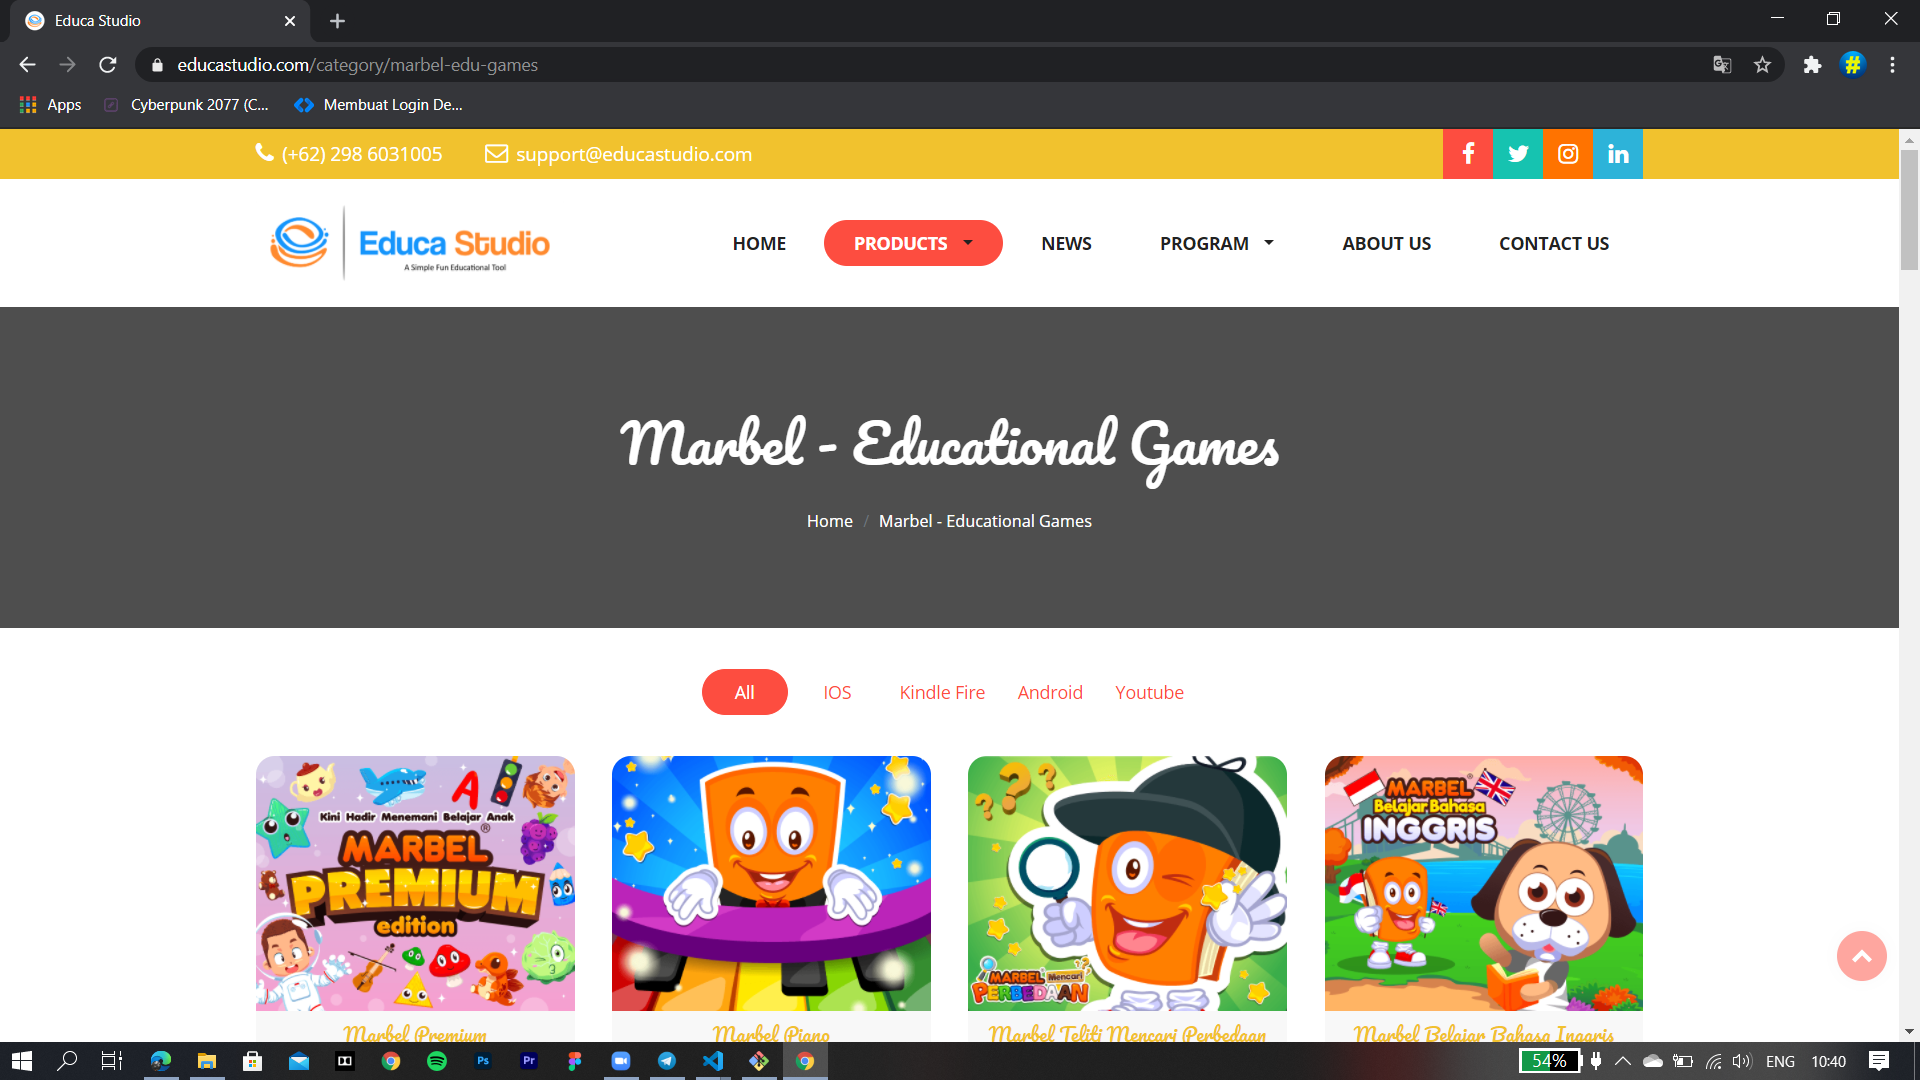 Educa Studio
educastudio.com/category/marbel-edu-games
Apps
Cyberpunk 2077 (C...
Membuat Login De...
(+62) 298 6031005
support@educastudio.com
Educa Studio
A Simple Fun Educational Tool
HOME
PRODUCTS
NEWS
PROGRAM
ABOUT US
CONTACT US
Marbel - Educational Games
Home / Marbel - Educational Games
All
IOS
Kindle Fire
Android
Youtube
A
Kini Hadir Menemani Belajar Anak
MARBEL®
PREMIUM
edition
MARBEL Mencari
PERBEDAAN
MARBEL®
Belajar Bahasa
INGGRIS
Marbel Premium
Marbel Piano
Marbel Teliti Mencari Perbedaan
Marbel Belajar Bahasa Inggris
Ps
Pr
54%
ENG
10:40